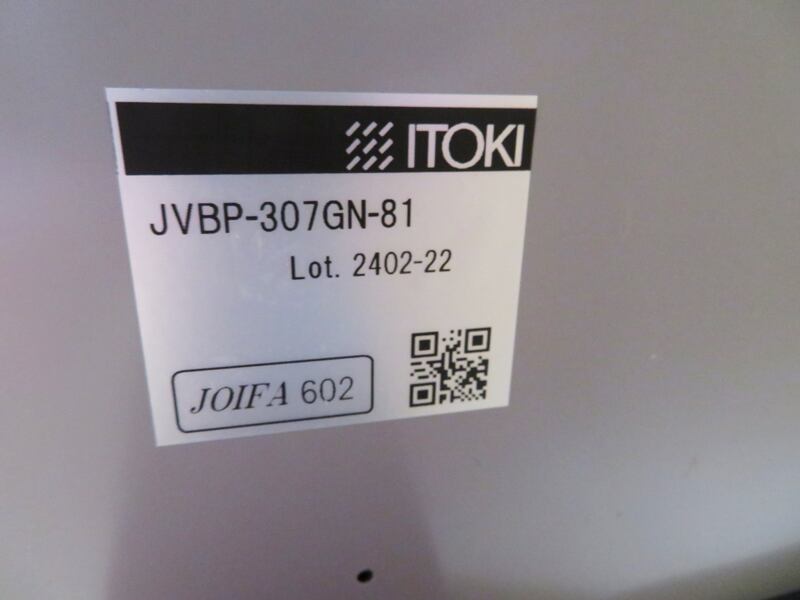 ITOKI
JVBP-307GN-81
Lot. 2402-22
JOIFA 602